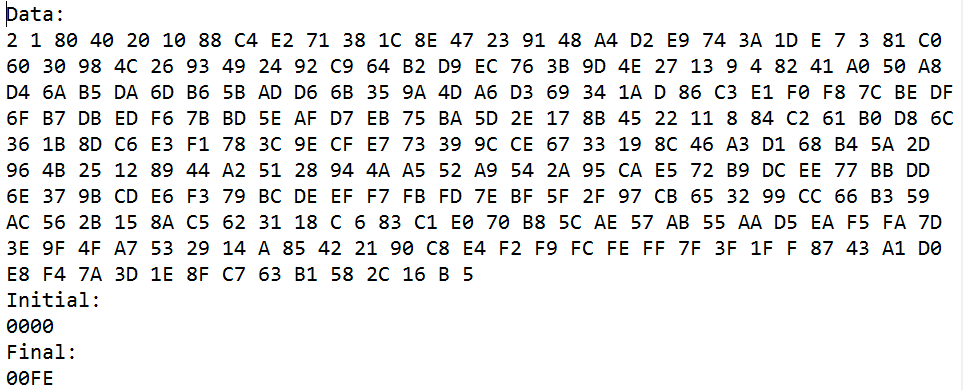 Data:
2 1 80 40 20 10 88 C4 E2 71 38 1C 8E 47 23 91 48 A4 D2 E9 74 3A 1D E 7 3 81 C0
60 30 98 4C 26 93 49 24 92 C9 64 B2 D9 EC 76 3B 9D 4E 27 13 9 4 82 41 A0 50 A8
D4 6A B5 DA 6D B6 5B AD D6 6B 35 9A 4D A6 D3 69 34 1A D 86 C3 E1 F0 F8 7C BE DF
6F B7 DB ED F6 7B BD 5E AF D7 EB 75 BA 5D 2E 17 8B 45 22 11 8 84 C2 61 B0 D8 6C
36 1B 8D C6 E3 F1 78 3C 9E CF E7 73 39 9C CE 67 33 19 8C 46 A3 D1 68 B4 5A 2D
96 4B 25 12 89 44 A2 51 28 94 4A A5 52 A9 54 2A 95 CA E5 72 B9 DC EE 77 BB DD
6E 37 9B CD E6 F3 79 BC DE EF F7 FB FD 7E BF 5F 2F 97 CB 65 32 99 CC 66 B3 59
AC 56 2B 15 8A C5 62 31 18 C 6 83 C1 E0 70 B8 5C AE 57 AB 55 AA D5 EA F5 FA 7D
3E 9F 4F A7 53 29 14 A 85 42 21 90 C8 E4 F2 F9 FC FE FF 7F 3F 1F F 87 43 A1 D0
E8 F4 7A 3D 1E 8F C7 63 B1 58 2C 16 B 5
Initial:
0000
Final:
00FE